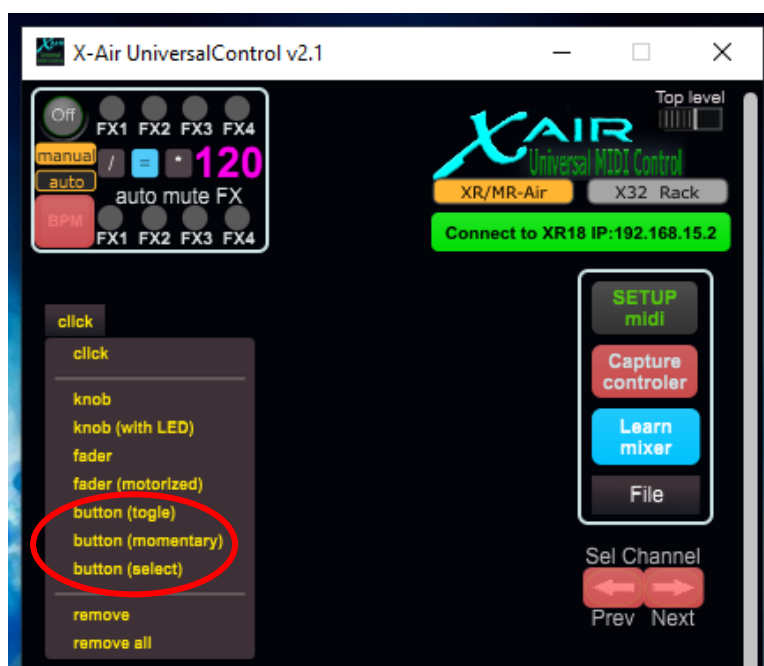 X-Air UniversalControl v2.1
Off
FX1 FX2 FX3 FX4
manual / = * 120
auto
auto mute FX
BPM
FX1 FX2 FX3 FX4
Top level
XAIR
Universal MIDI Control
XR/MR-Air X32 Rack
Connect to XR18 IP:192.168.15.2
click
click
knob
knob (with LED)
fader
fader (motorized)
button (togle)
button (momentary)
button (select)
remove
remove all
SETUP
midi
Capture
controler
Learn
mixer
File
Sel Channel
Prev Next